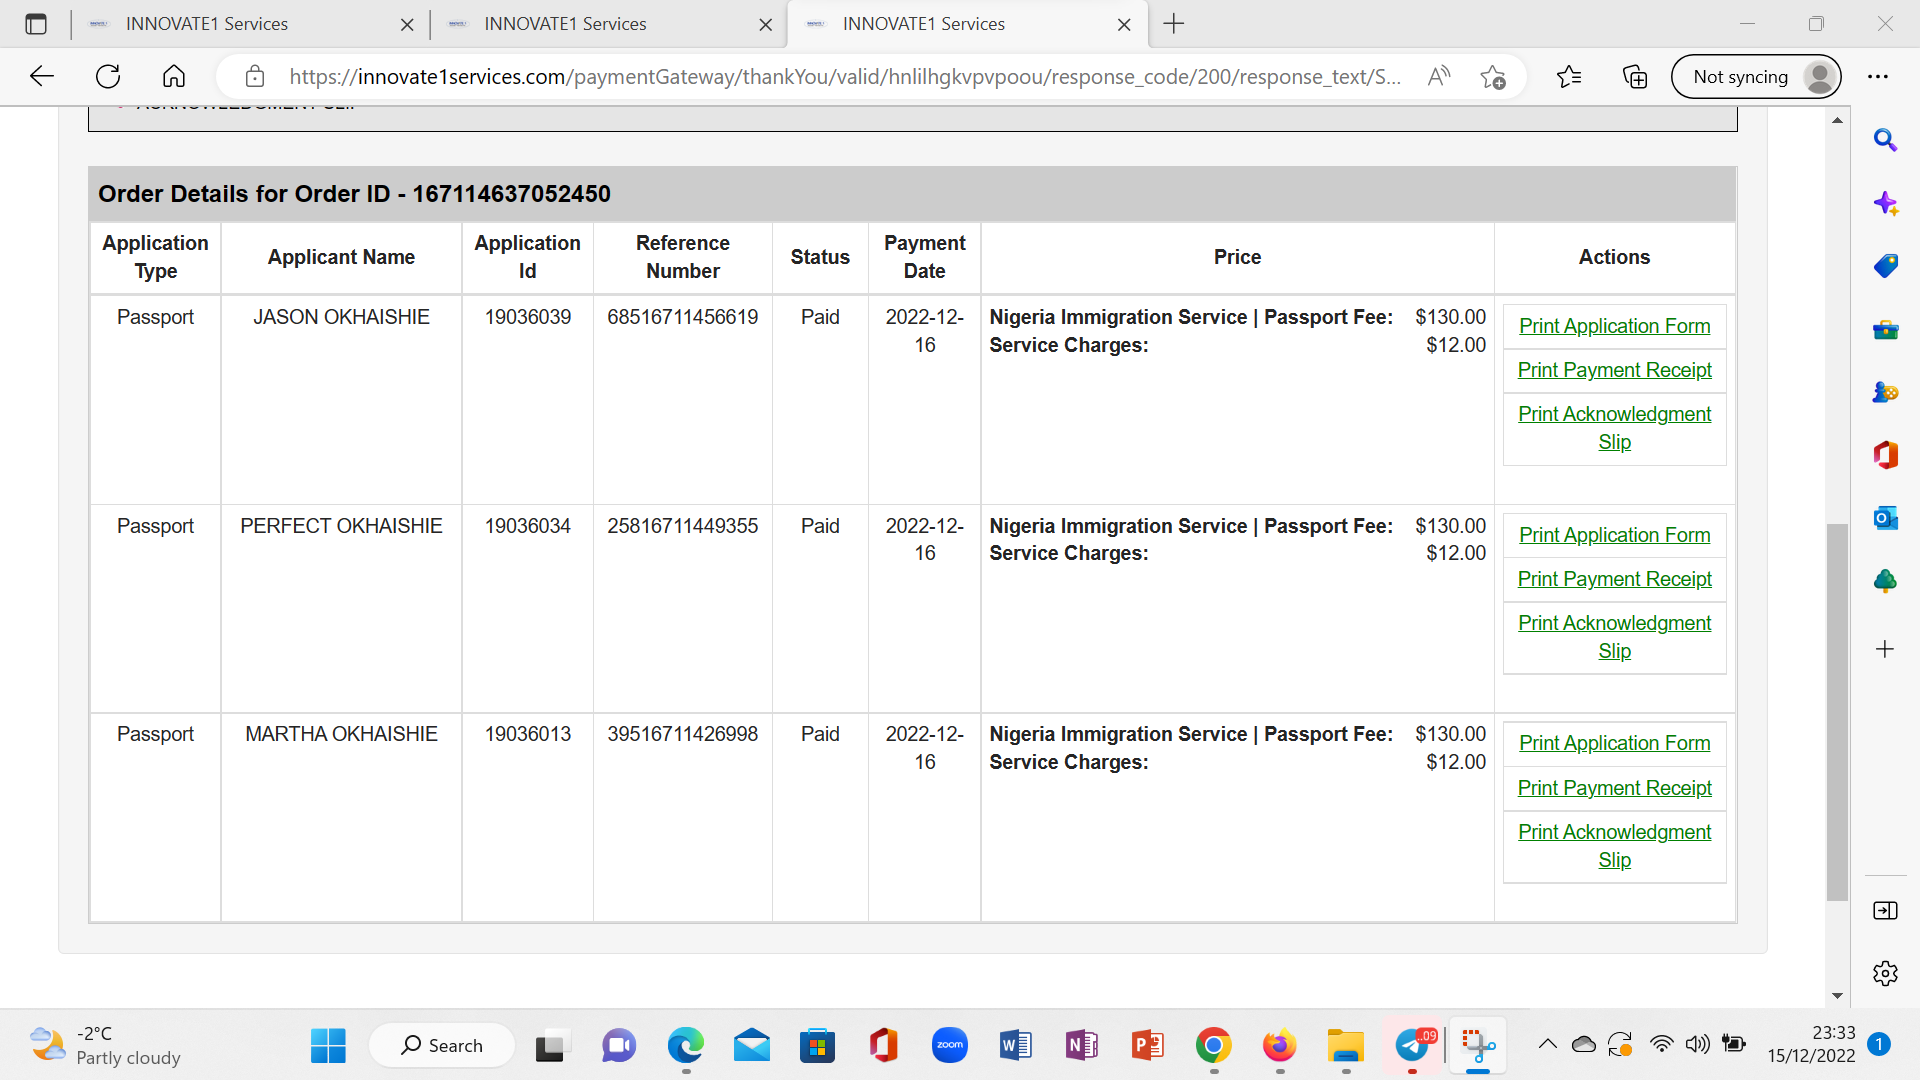 INNOVATE1 Services
INNOVATE1 Services
INNOVATE1 Services
https://innovate1services.com/paymentGateway/thankYou/valid/hnlilhgkvpvpoou/response_code/200/response_text/S...
Not syncing
Order Details for Order ID - 167114637052450
Application Type Applicant Name Application Id Reference Number Status Payment Date Price Actions
Passport JASON OKHAISHIE 19036039 68516711456619 Paid 2022-12-16 Nigeria Immigration Service | Passport Fee: $130.00
Service Charges: $12.00
Print Application Form
Print Payment Receipt
Print Acknowledgment
Slip
Passport PERFECT OKHAISHIE 19036034 25816711449355 Paid 2022-12-16 Nigeria Immigration Service | Passport Fee: $130.00
Service Charges: $12.00
Print Application Form
Print Payment Receipt
Print Acknowledgment
Slip
Passport MARTHA OKHAISHIE 19036013 39516711426998 Paid 2022-12-16 Nigeria Immigration Service | Passport Fee: $130.00
Service Charges: $12.00
Print Application Form
Print Payment Receipt
Print Acknowledgment
Slip
-2°C
Partly cloudy
Search
zoom
..09
23:33
15/12/2022
1